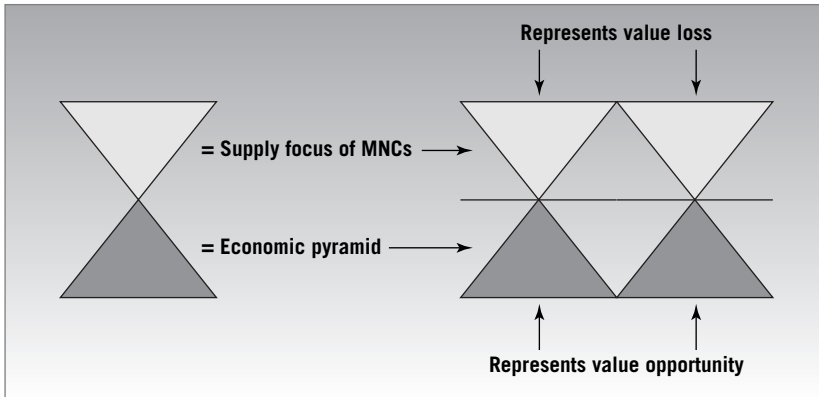 Represents value loss
= Supply focus of MNCs
= Economic pyramid
Represents value opportunity